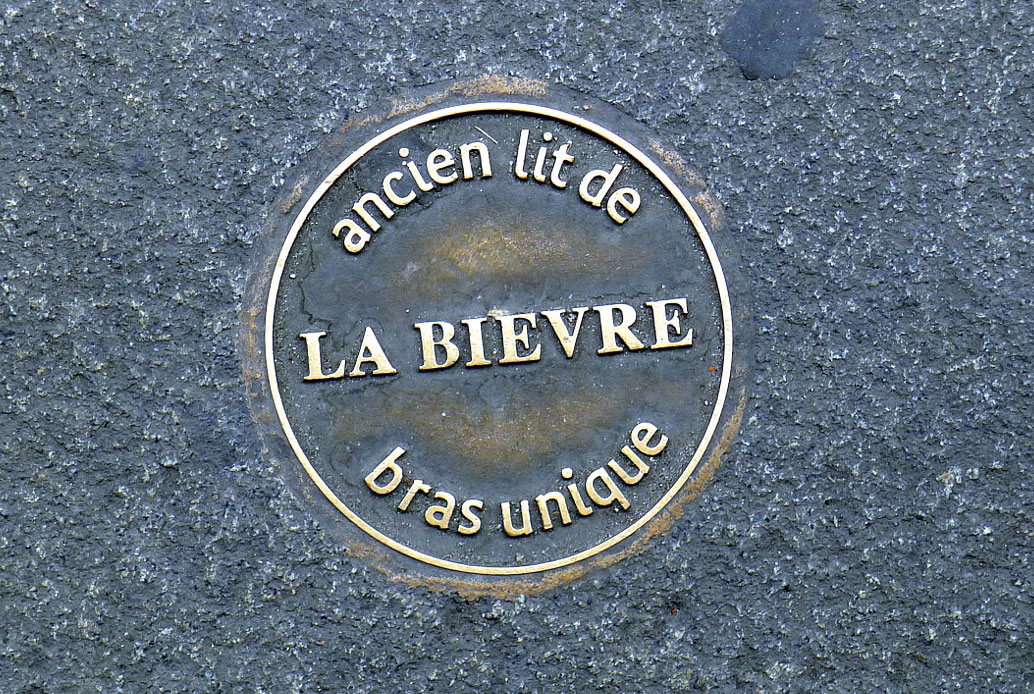 ancien lit de
LA BIEVRE
bras unique